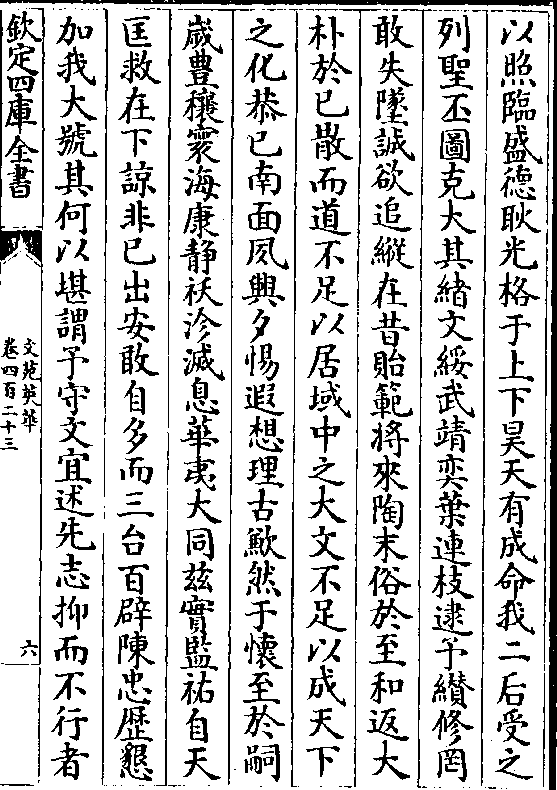 以照臨盛德耿光格于上下昊天有成命我二后受之
列聖丕圖克大其緒文綏武靖奕葉連枝逮予纉修罔
敢失墜誠欲追縱在昔貽範將來陶末俗於至和返大
朴於已散而道不足以居域中之大文不足以成天下
之化恭已南面夙興夕惕遐想理古歉然于懷至於嗣
嵗豊穰寰海康静祅沴滅息華夷大同兹實監祐自天
匡救在下諒非已出安敢自多而三台百辟陳忠歴懇
加我大號其何以堪謂予守文宜述先志抑而不行者
欽定四庫全書
文苑英華
卷四百二十三
六